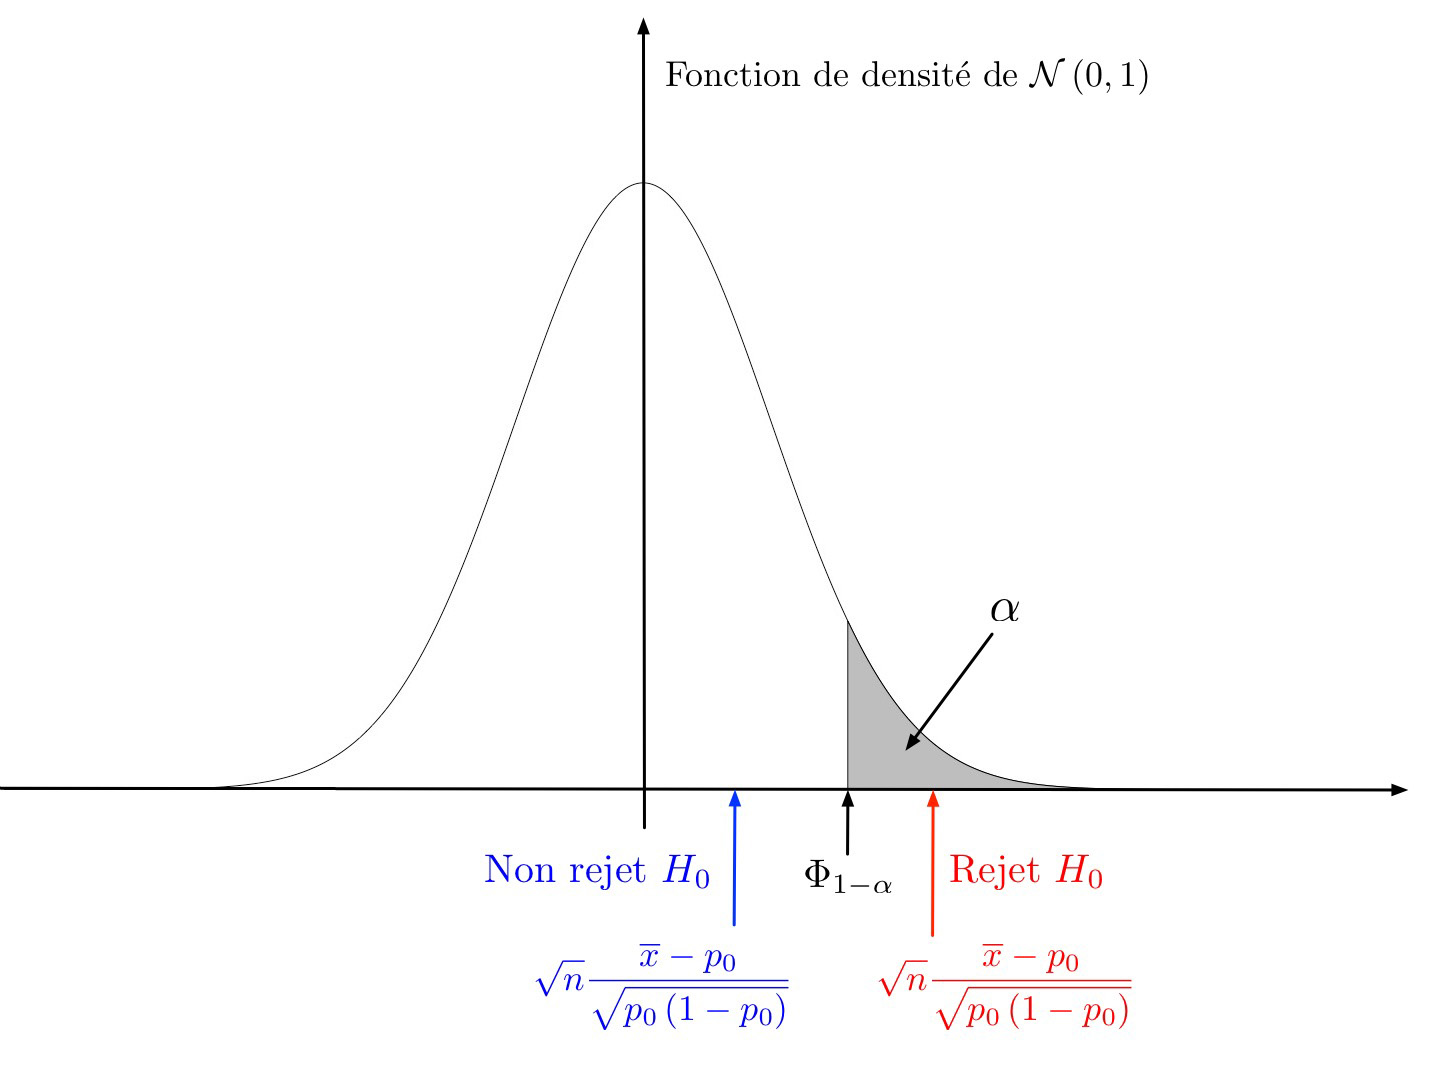 Fonction de densité de 𝒩(0, 1)
α
Non rejet H₀
Φ₁₋α
Rejet H₀
√n (x̅ − p₀) / √(p₀ (1 − p₀))
√n (x̅ − p₀) / √(p₀ (1 − p₀))